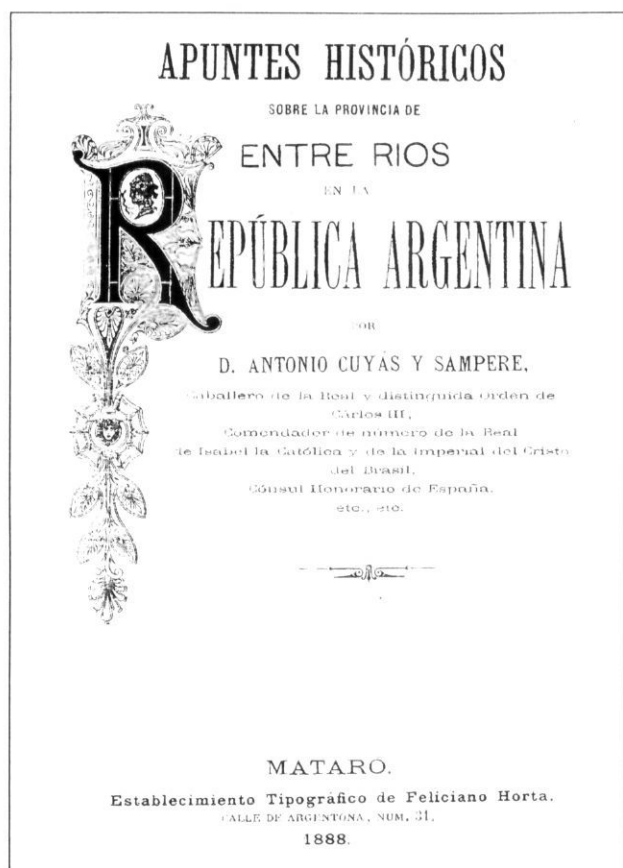 APUNTES HISTÓRICOS
SOBRE LA PROVINCIA DE
ENTRE RIOS
EN LA
REPÚBLICA ARGENTINA
POR
D. ANTONIO CUYÁS Y SAMPERE,
Caballero de la Real y distinguida Orden de
Cárlos III,
Comendador de número de la Real
de Isabel la Católica y de la Imperial del Cristo
del Brasil,
Cónsul Honorario de España,
etc., etc.
MATARO.
Establecimiento Tipográfico de Feliciano Horta.
CALLE DE ARGENTONA, NUM, 31.
1888.